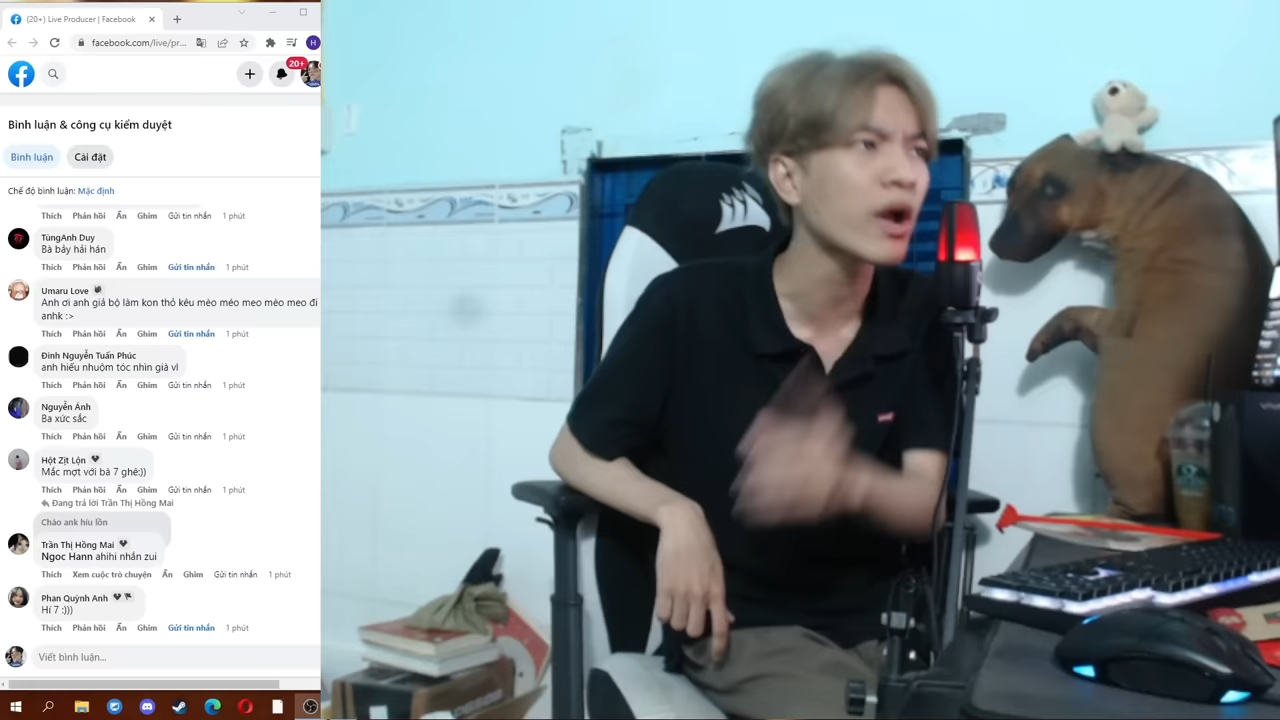 (20+) Live Producer | Facebook
facebook.com/live/pr...
H
20+
Bình luận & công cụ kiểm duyệt
Bình luận
Cài đặt
Chế độ bình luận: Mặc định
Thích Phản hồi Ẩn Ghim Gửi tin nhắn 1 phút
TùngAnh Duy
Bà bảy hải hán
Thích Phản hồi Ẩn Ghim Gửi tin nhắn 1 phút
Umaru Love
Anh ơi anh giả bộ làm kon thỏ kêu mèo méo meo mèo meo đi
anhk :>
Thích Phản hồi Ẩn Ghim Gửi tin nhắn 1 phút
Đinh Nguyễn Tuấn Phúc
anh hiếu nhuộm tóc nhìn già vl
Thích Phản hồi Ẩn Ghim Gửi tin nhắn 1 phút
Nguyễn Ánh
Ba xức sắc
Thích Phản hồi Ẩn Ghim Gửi tin nhắn 1 phút
Hột Zịt Lộn
Mắc mợt với bà 7 ghê:))
Thích Phản hồi Ẩn Ghim Gửi tin nhắn 1 phút
Đang trả lời Trần Thị Hồng Mai
Chào ank hiu lồn
Trần Thị Hồng Mai
Ngoc Hann ahihi nhắn zui
Thích Xem cuộc trò chuyện Ẩn Ghim Gửi tin nhắn 1 phút
Phan Quỳnh Anh
Hí 7 :)))
Thích Phản hồi Ẩn Ghim Gửi tin nhắn 1 phút
Viết bình luận...